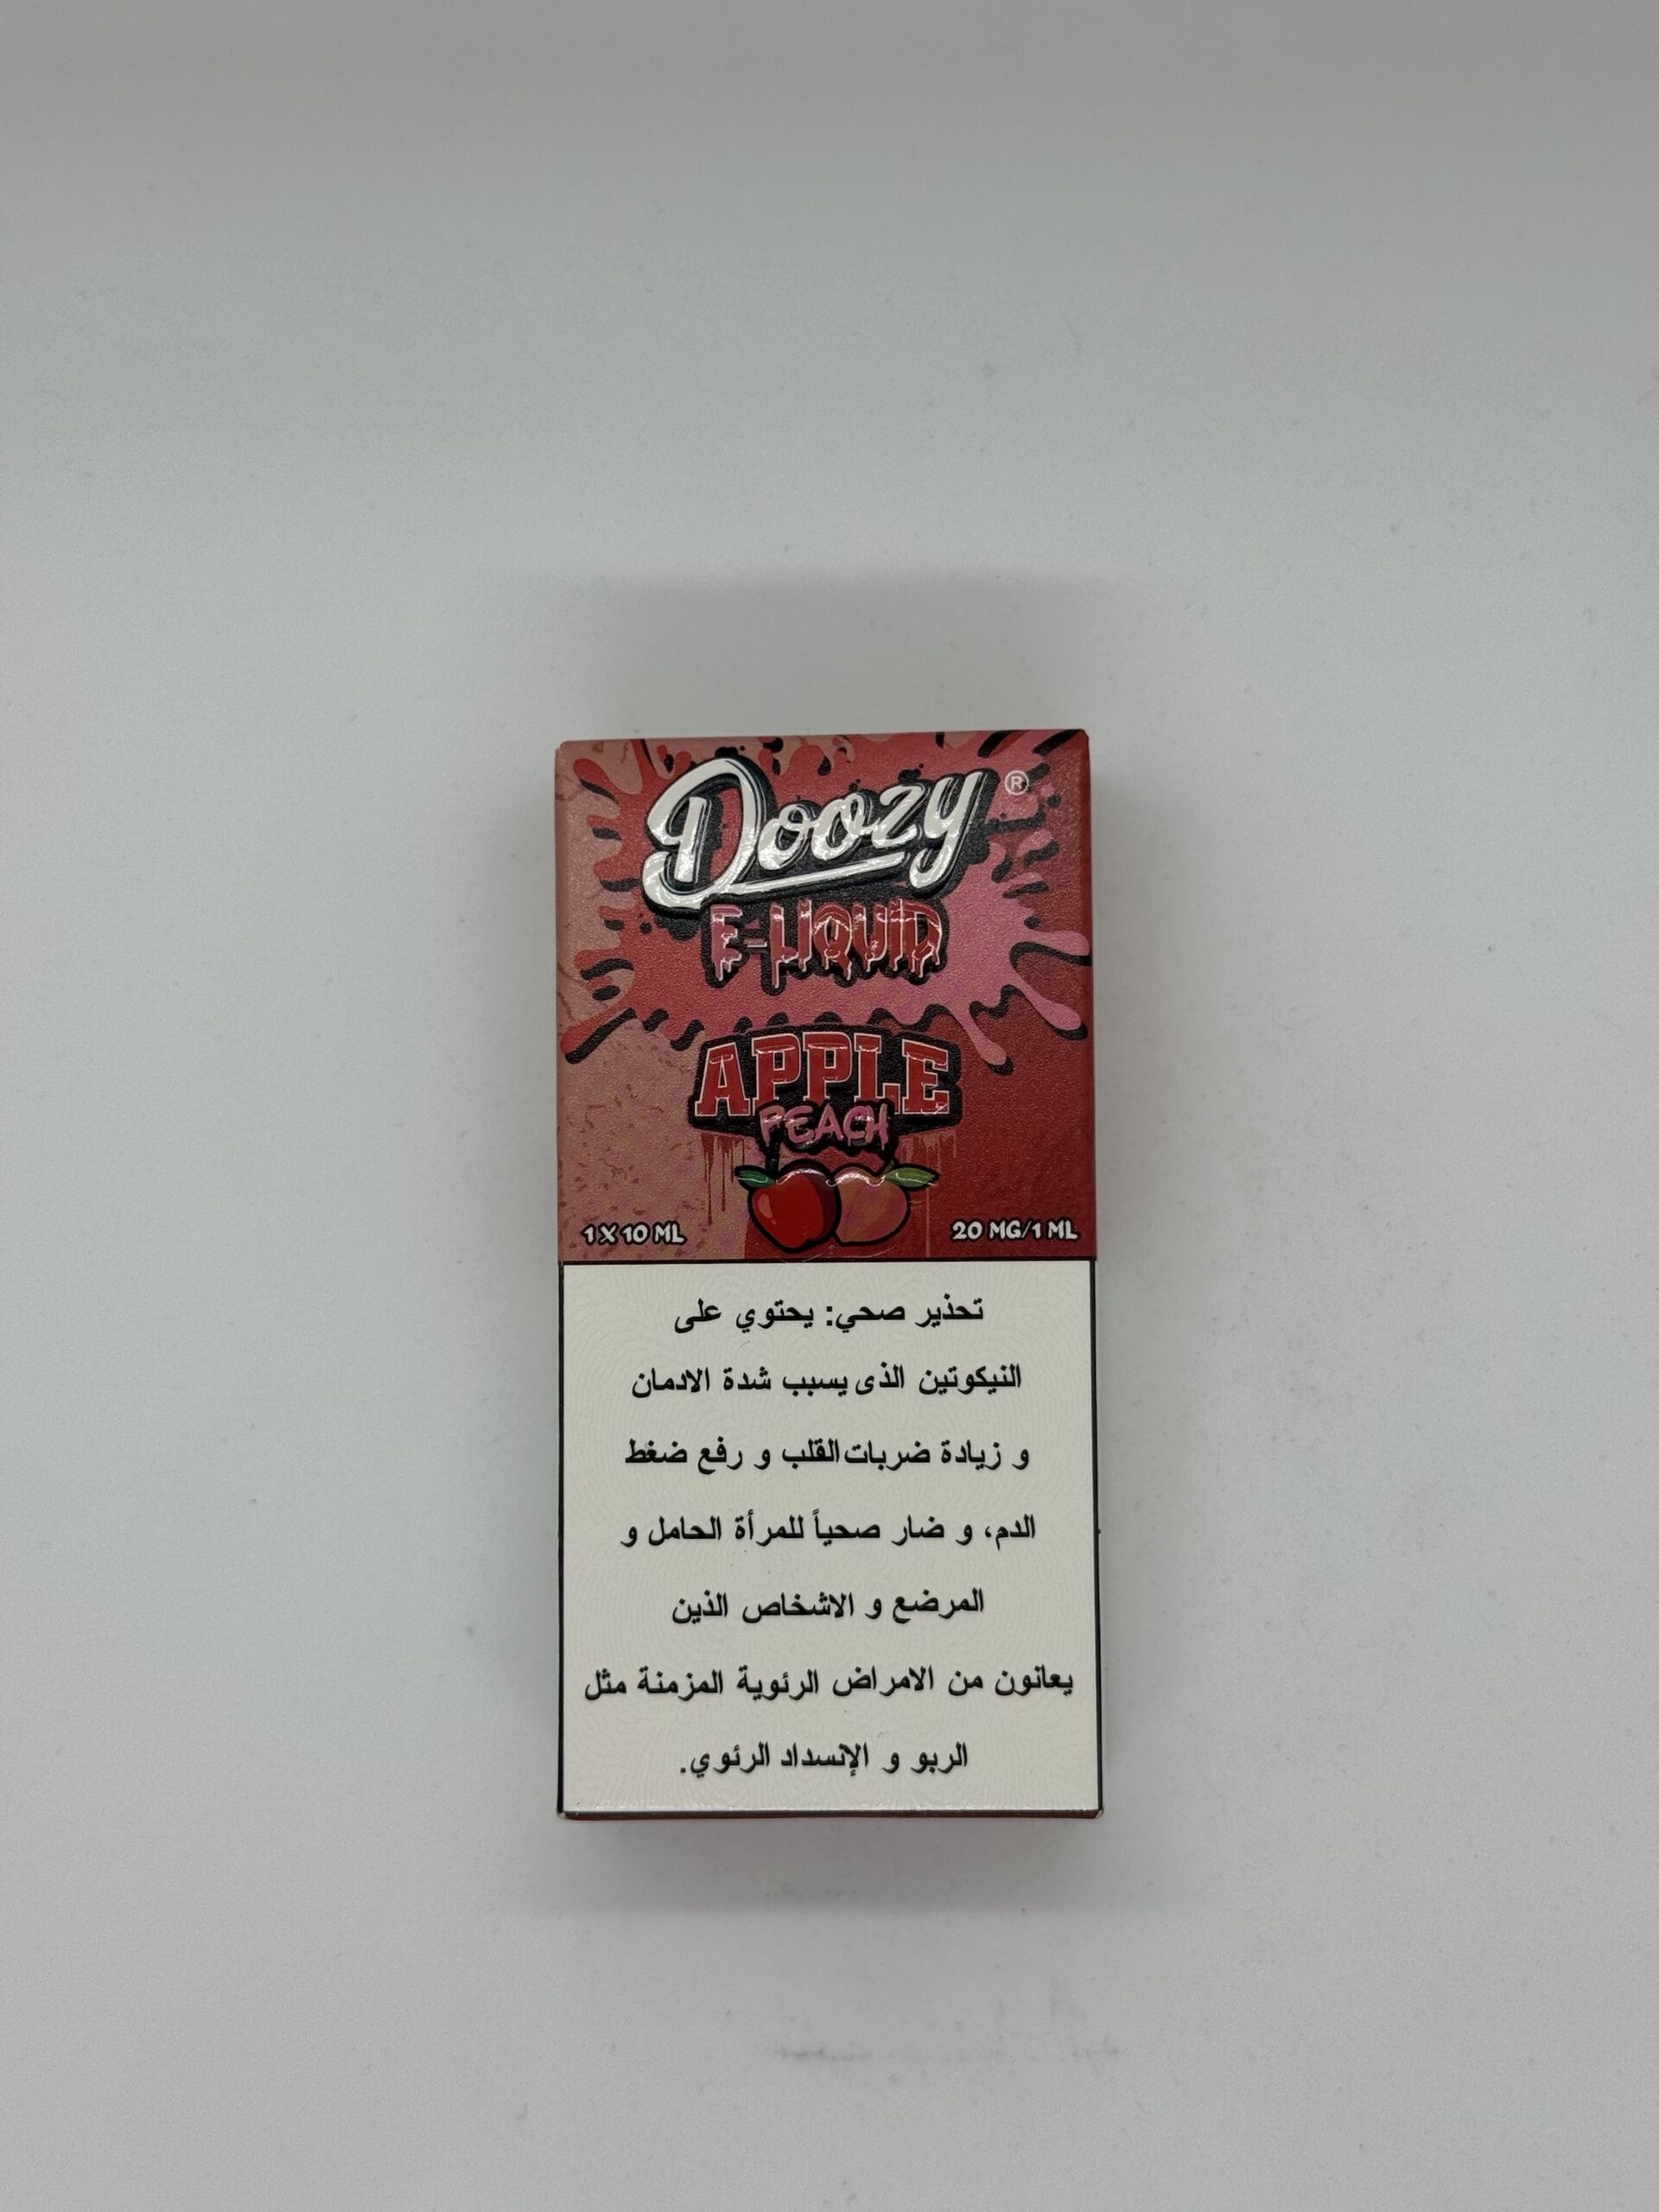 Doozy®
E-LIQUID
APPLE
PEACH
1 X 10 ML
20 MG/1 ML
تحذير صحي: يحتوي على
النيكوتين الذى يسبب شدة الادمان
و زيادة ضربات القلب و رفع ضغط
الدم، و ضار صحياً للمرأة الحامل و
المرضع و الاشخاص الذين
يعانون من الامراض الرئوية المزمنة مثل
الربو و الإنسداد الرئوي.